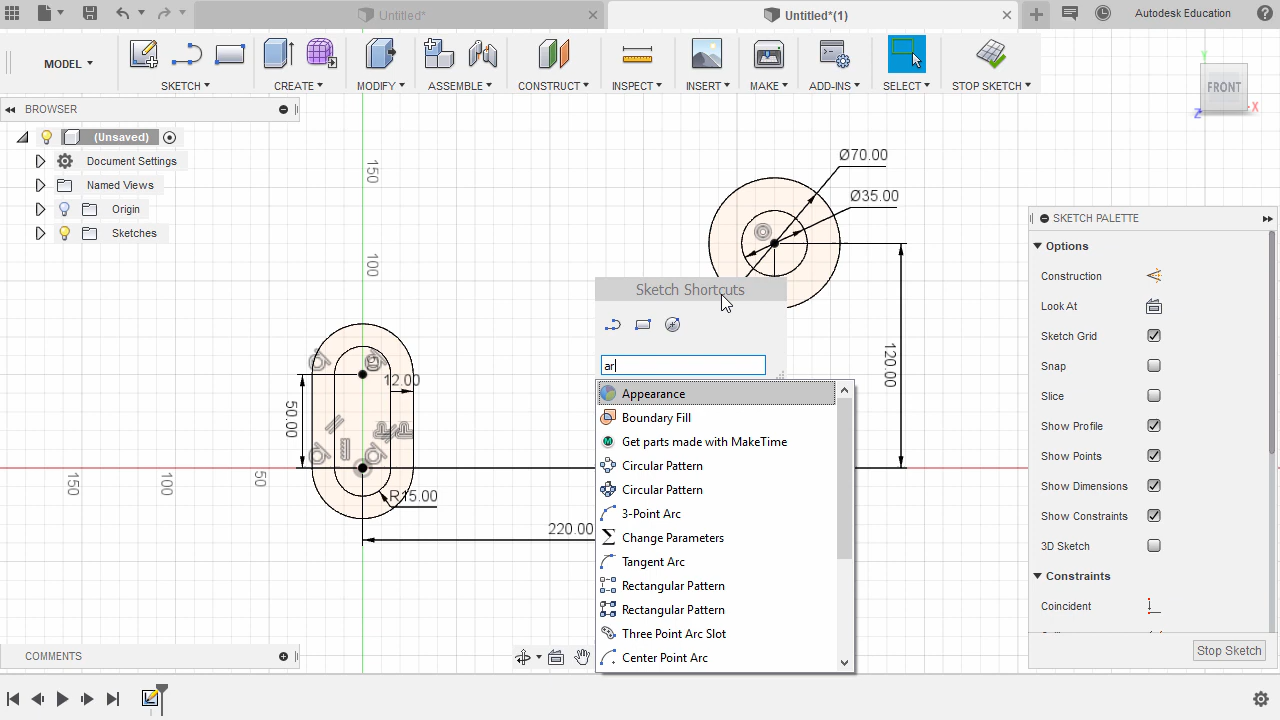 Untitled*
Untitled*(1)
Autodesk Education
MODEL
SKETCH
CREATE
MODIFY
ASSEMBLE
CONSTRUCT
INSPECT
INSERT
MAKE
ADD-INS
SELECT
STOP SKETCH
BROWSER
(Unsaved)
Document Settings
Named Views
Origin
Sketches
FRONT
Y
X
Z
150
100
50
100
150
Ø70.00
Ø35.00
120.00
12.00
50.00
R15.00
220.00
Sketch Shortcuts
ar
Appearance
Boundary Fill
Get parts made with MakeTime
Circular Pattern
Circular Pattern
3-Point Arc
Change Parameters
Tangent Arc
Rectangular Pattern
Rectangular Pattern
Three Point Arc Slot
Center Point Arc
SKETCH PALETTE
Options
Construction
Look At
Sketch Grid
Snap
Slice
Show Profile
Show Points
Show Dimensions
Show Constraints
3D Sketch
Constraints
Coincident
Stop Sketch
COMMENTS